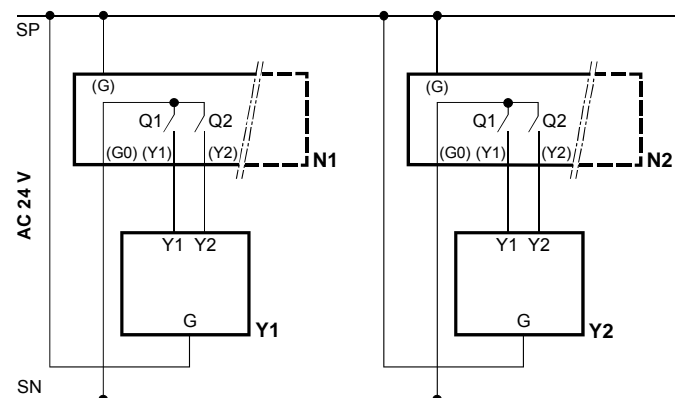 SP
(G) (G)
Q1 Q2 Q1 Q2
(G0) (Y1) (Y2) N1 (G0) (Y1) (Y2) N2
AC 24 V
Y1 Y2 Y1 Y2
G Y1 G Y2
SN